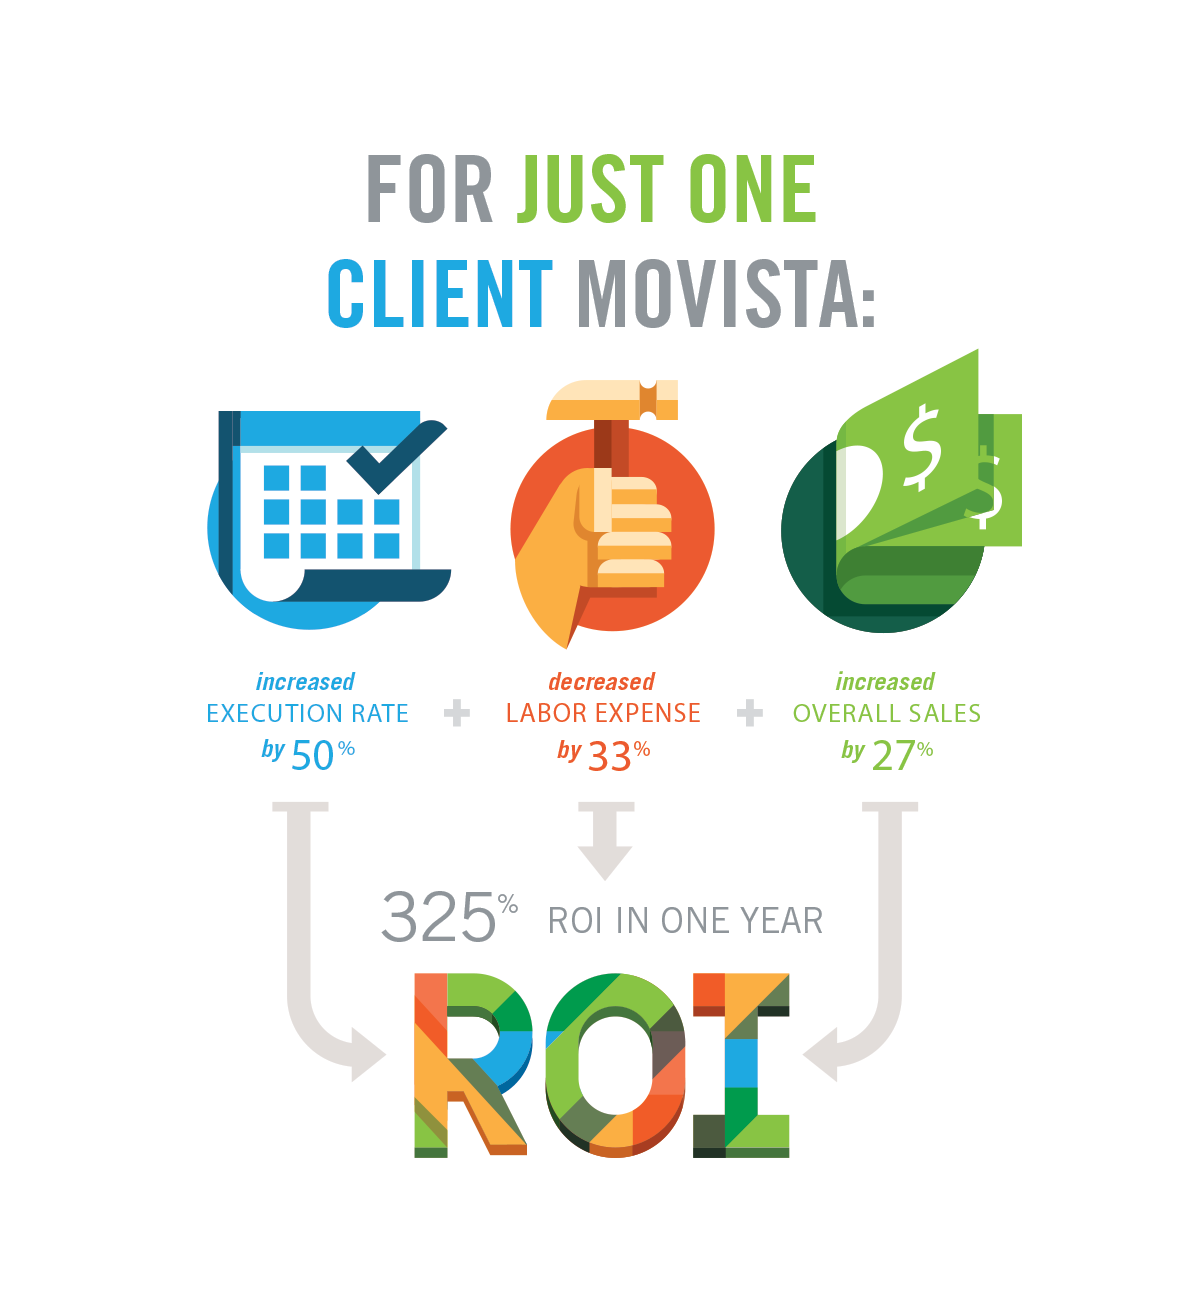 FOR JUST ONE
CLIENT MOVISTA:
$ $
increased
EXECUTION RATE
by 50%
+
decreased
LABOR EXPENSE
by 33%
+
increased
OVERALL SALES
by 27%
325% ROI IN ONE YEAR
ROI